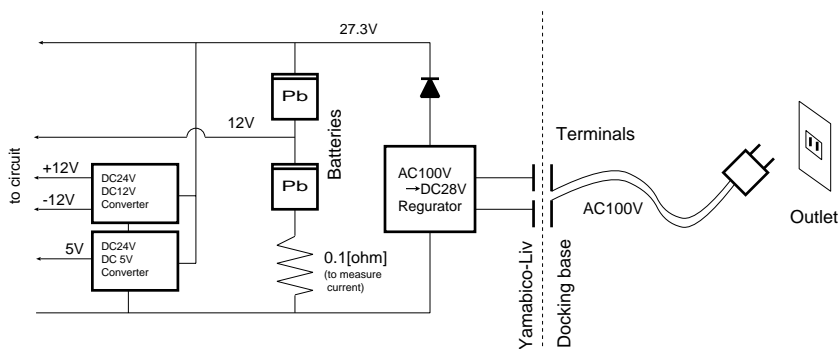 27.3V
Pb
12V
Batteries
Pb
to circuit
+12V
-12V
DC24V
DC12V
Converter
5V
DC24V
DC 5V
Converter
0.1[ohm]
(to measure
current)
AC100V
→DC28V
Regurator
Terminals
AC100V
Outlet
Yamabico-Liv
Docking base